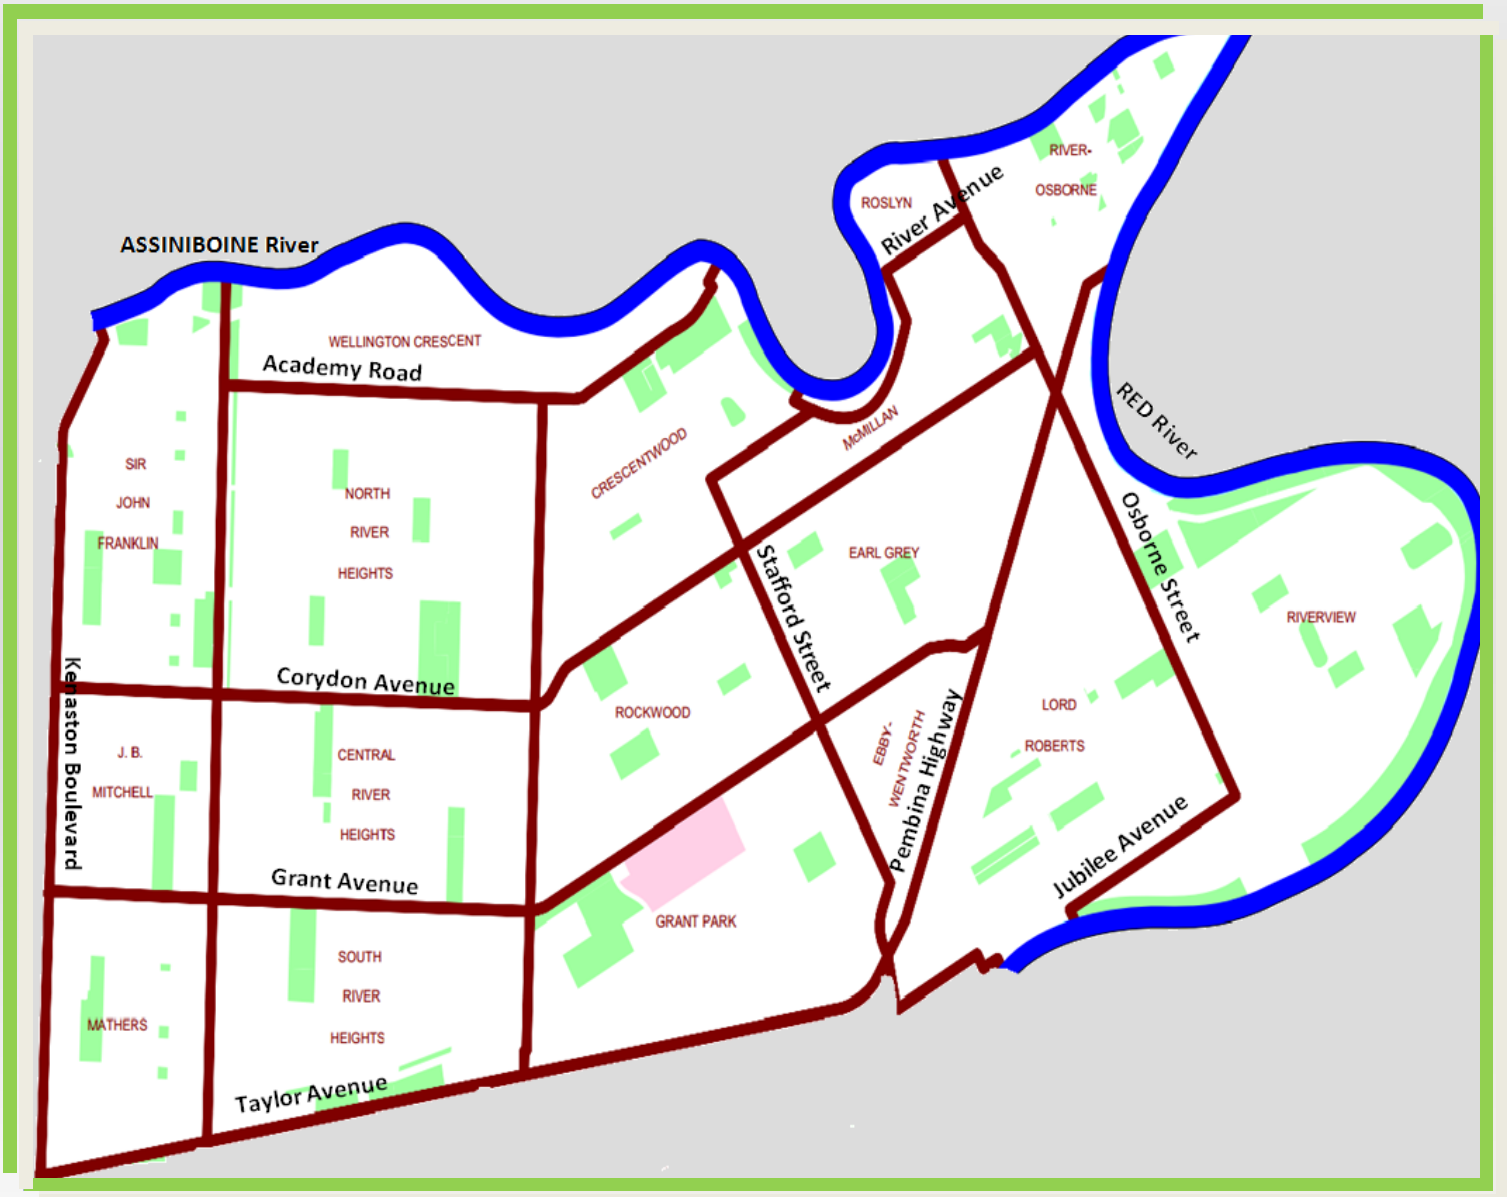 RIVER-
OSBORNE
ROSLYN
River Avenue
ASSINIBOINE River
WELLINGTON CRESCENT
Academy Road
RED River
McMILLAN
CRESCENTWOOD
SIR
JOHN
FRANKLIN
NORTH
RIVER
HEIGHTS
EARL GREY
Stafford Street
Osborne Street
RIVERVIEW
Corydon Avenue
Kenaston Boulevard
ROCKWOOD
LORD
ROBERTS
EBBY-
WENTWORTH
Pembina Highway
J. B.
MITCHELL
CENTRAL
RIVER
HEIGHTS
Jubilee Avenue
Grant Avenue
GRANT PARK
SOUTH
RIVER
HEIGHTS
MATHERS
Taylor Avenue